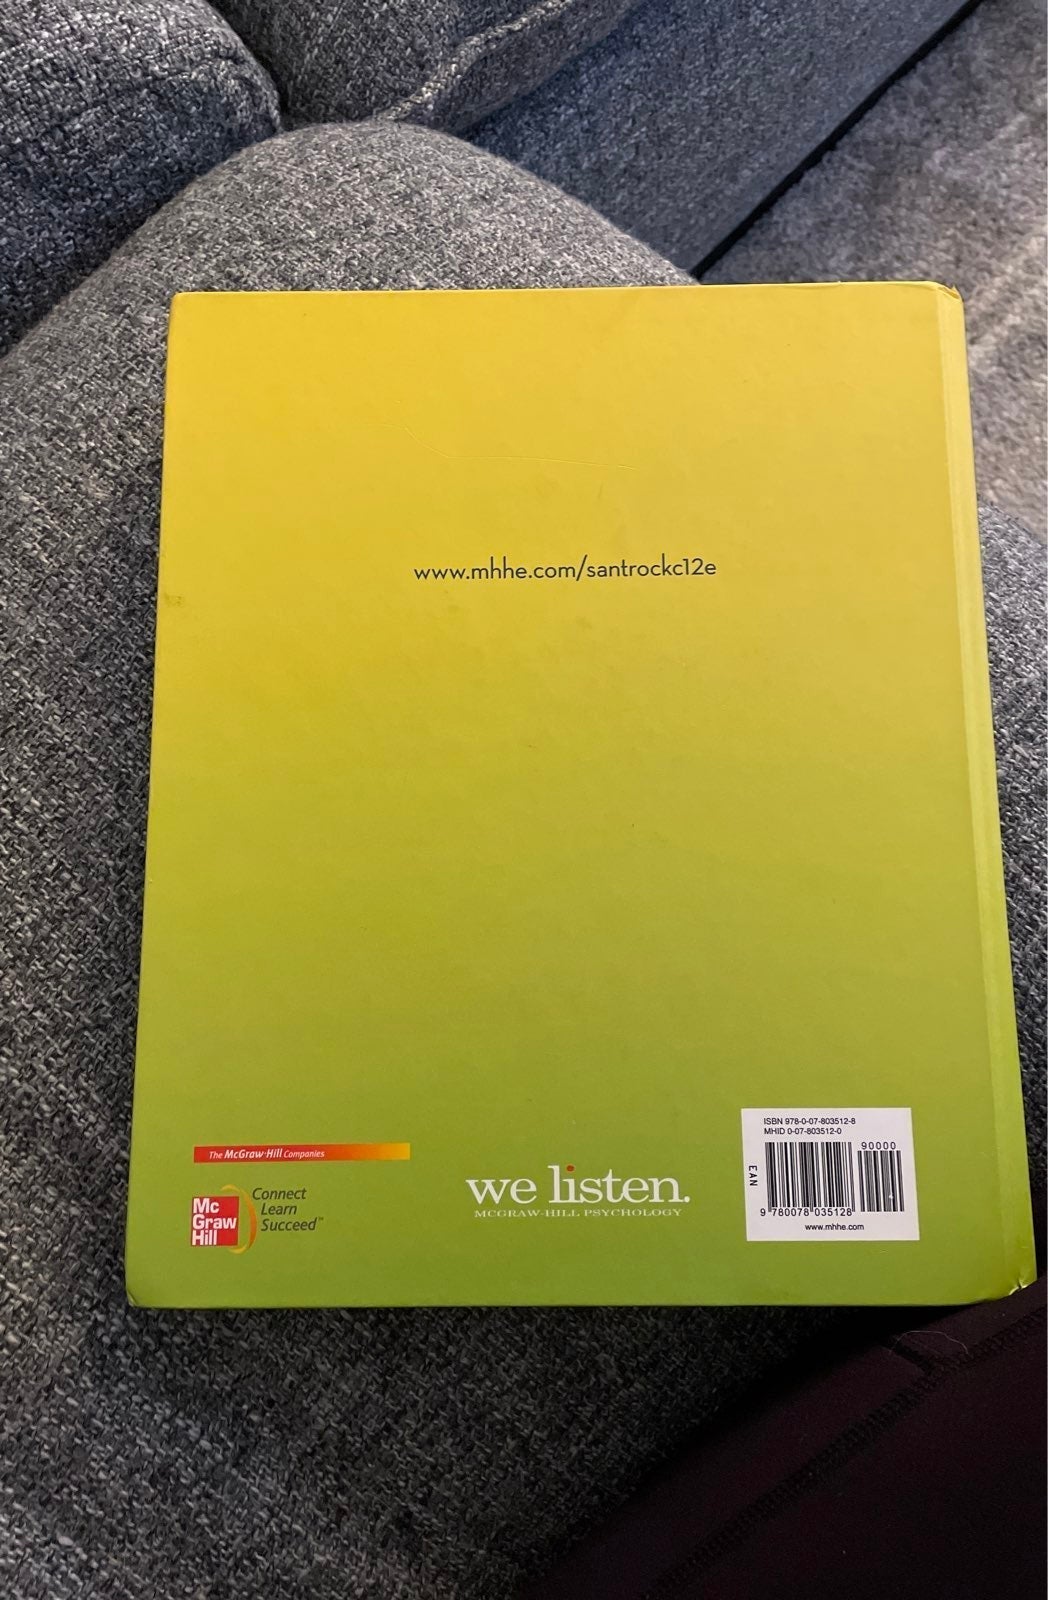 www.mhhe.com/santrockc12e
The McGraw·Hill Companies
Mc
Graw
Hill
Connect
Learn
Succeed™
we listen.
MCGRAW-HILL PSYCHOLOGY
ISBN 978-0-07-803512-8
MHID 0-07-803512-0
90000
EAN
9 780078 035128
www.mhhe.com